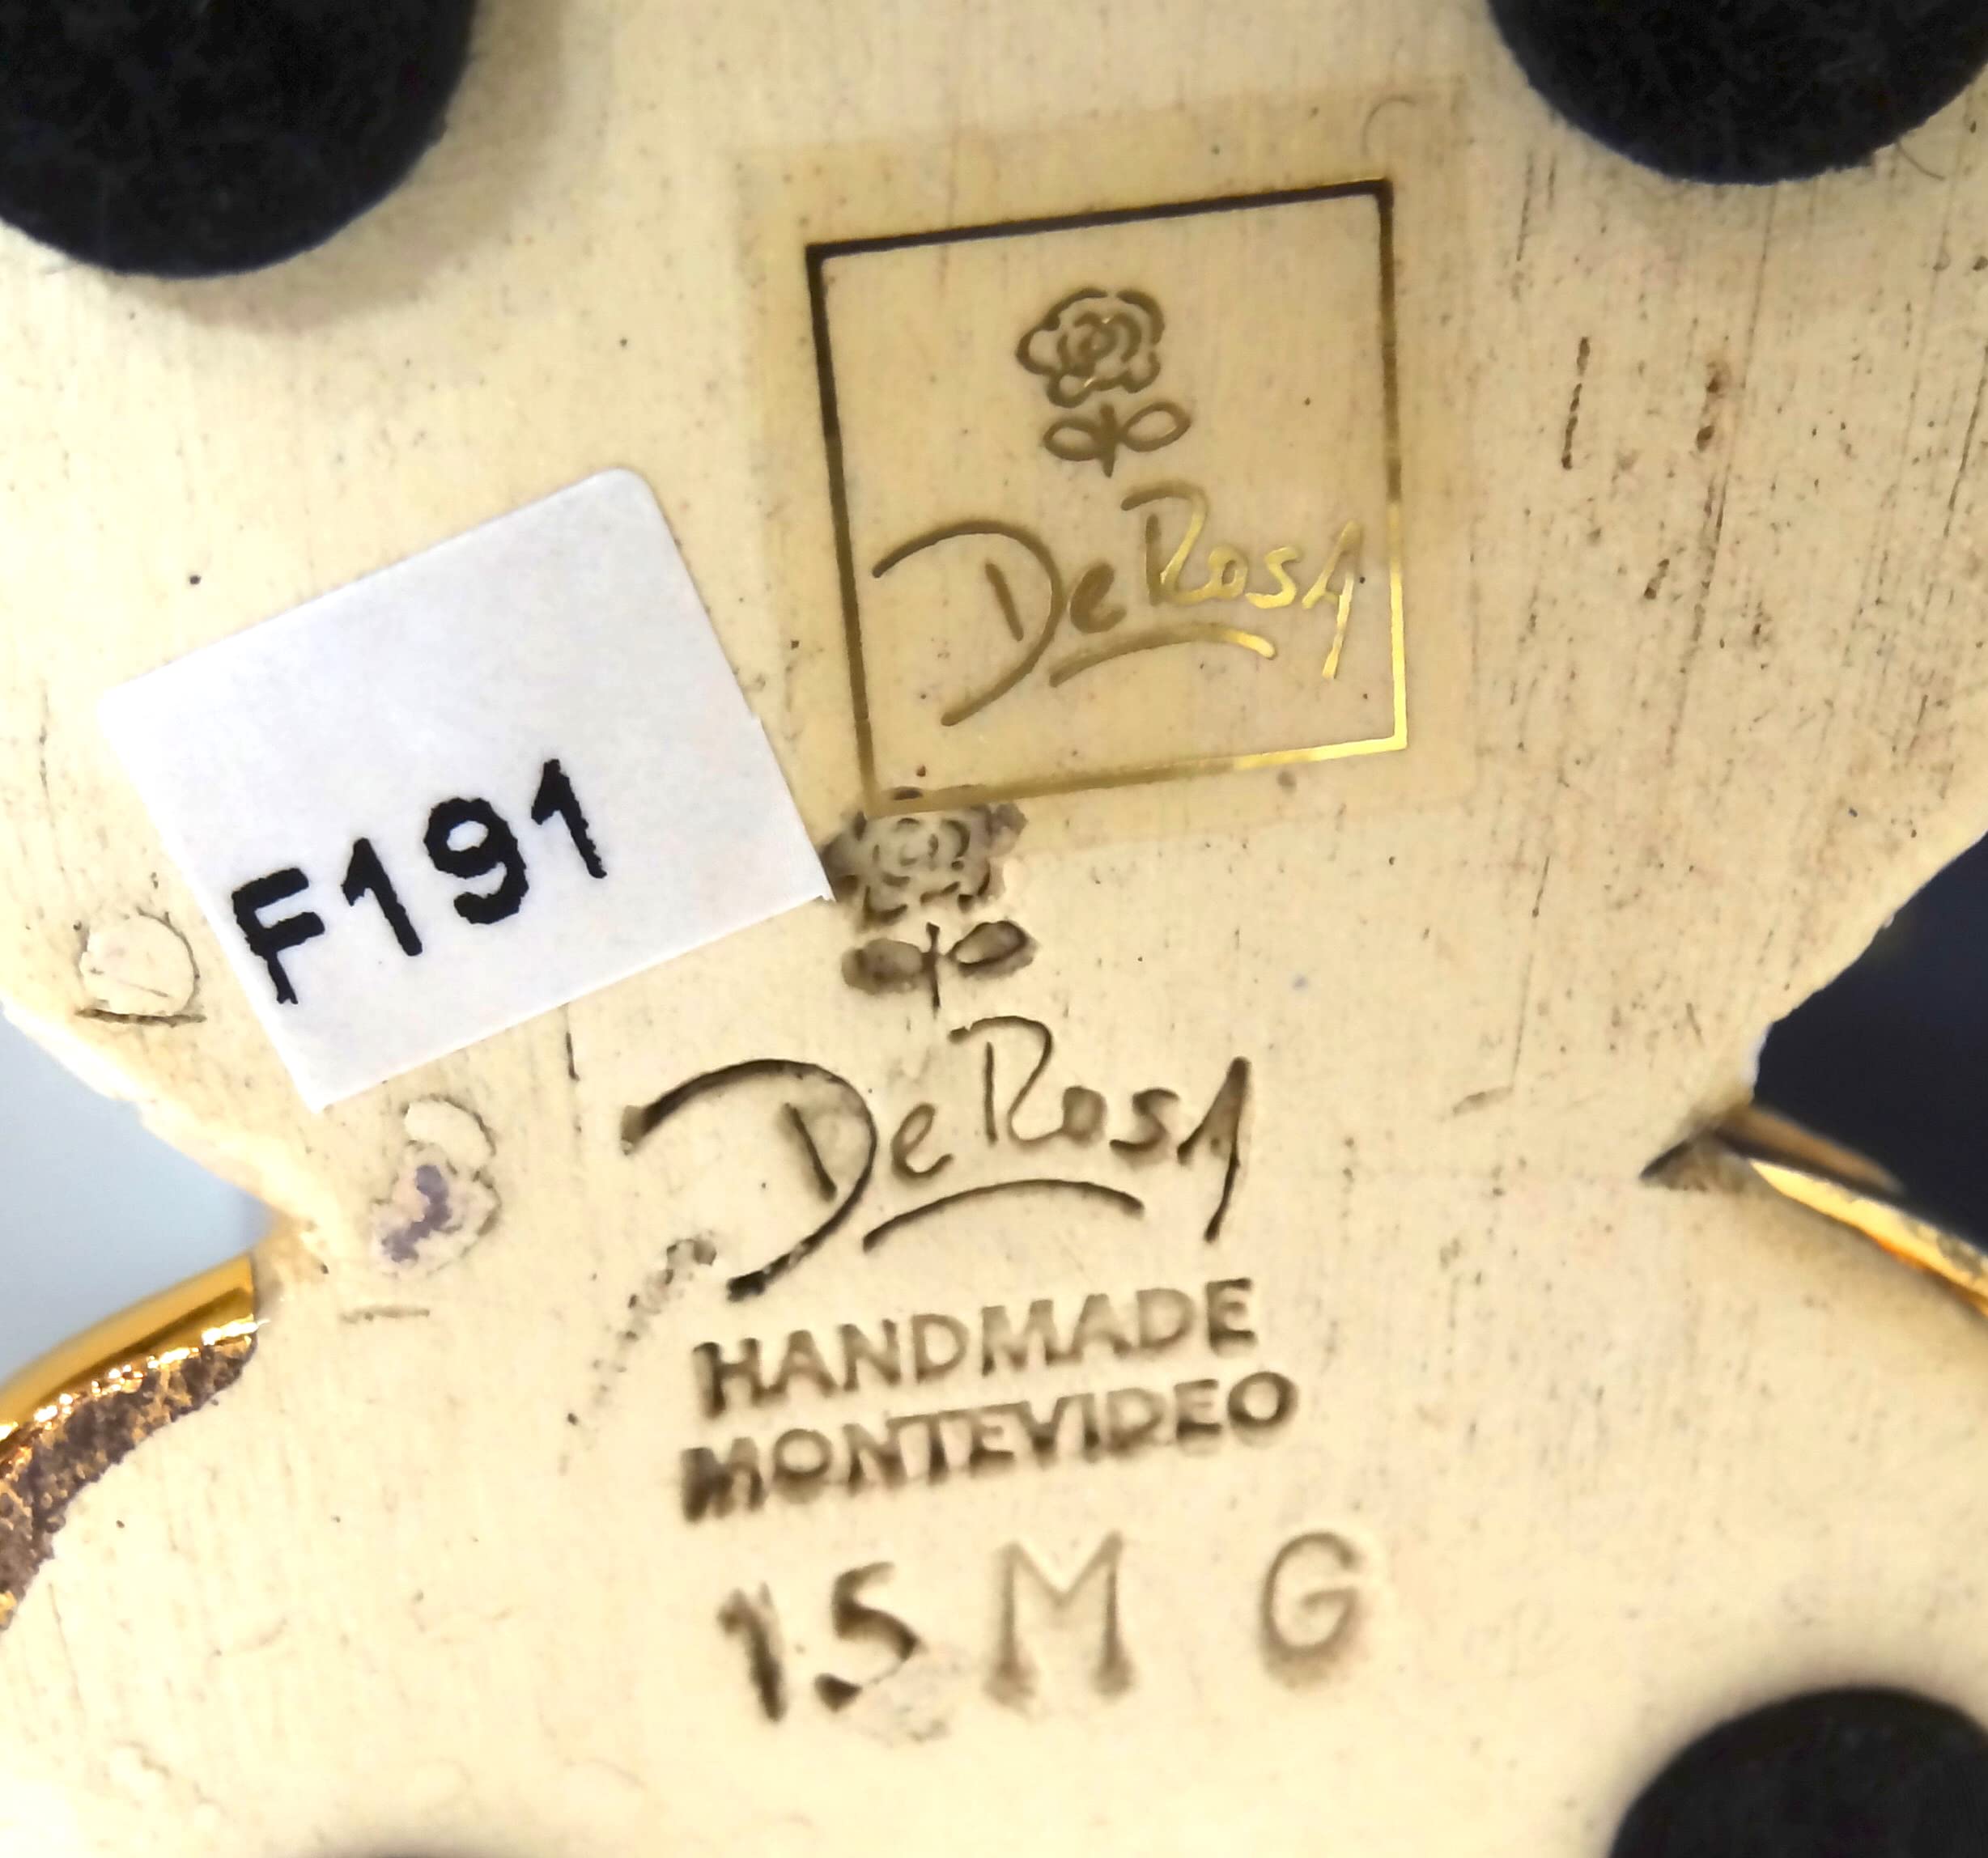 DeRosA
F191
DeRosA
HANDMADE
MONTEVIDEO
15 M G